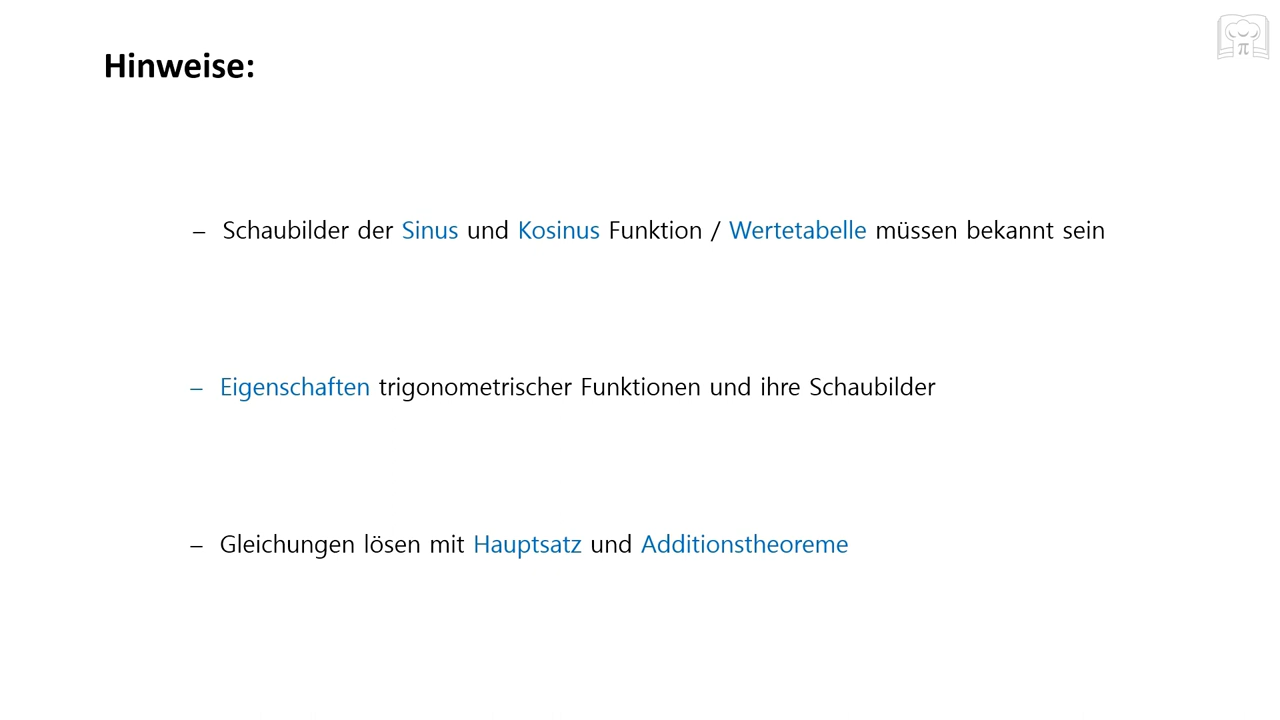 Hinweise:
– Schaubilder der Sinus und Kosinus Funktion / Wertetabelle müssen bekannt sein
– Eigenschaften trigonometrischer Funktionen und ihre Schaubilder
– Gleichungen lösen mit Hauptsatz und Additionstheoreme
π